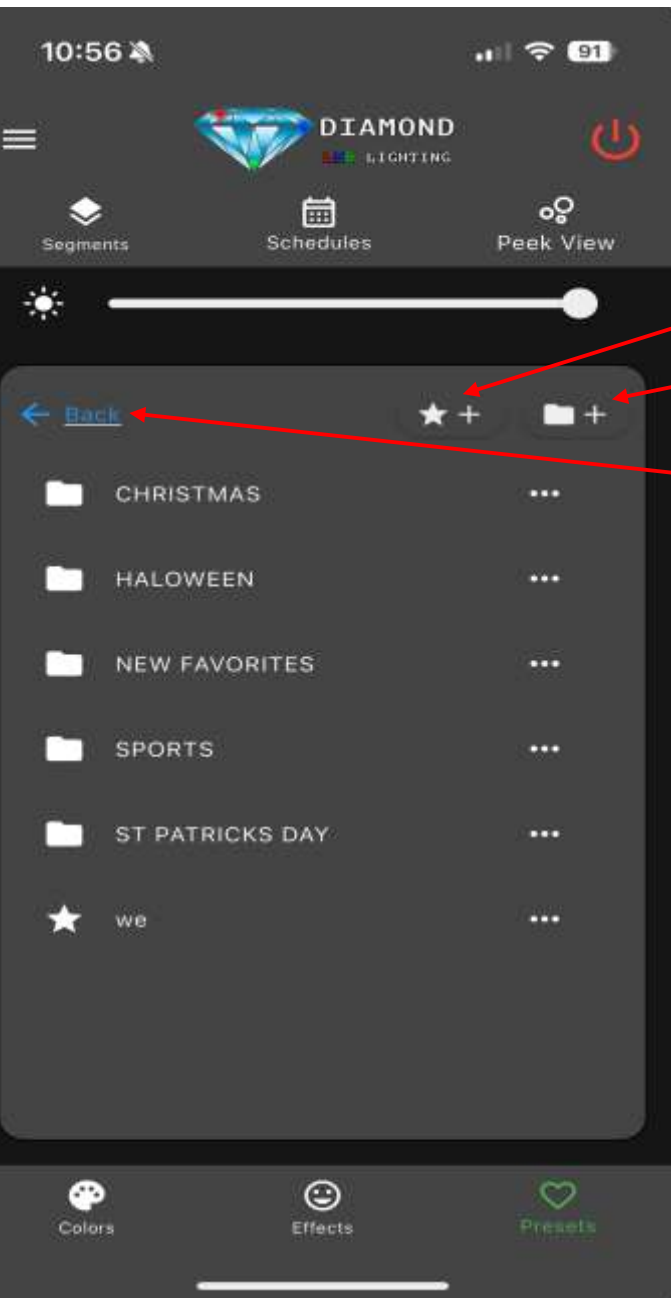 10:56
91
DIAMOND
LED LIGHTING
Segments
Schedules
Peek View
Back
CHRISTMAS
HALOWEEN
NEW FAVORITES
SPORTS
ST PATRICKS DAY
we
Colors
Effects
Presets